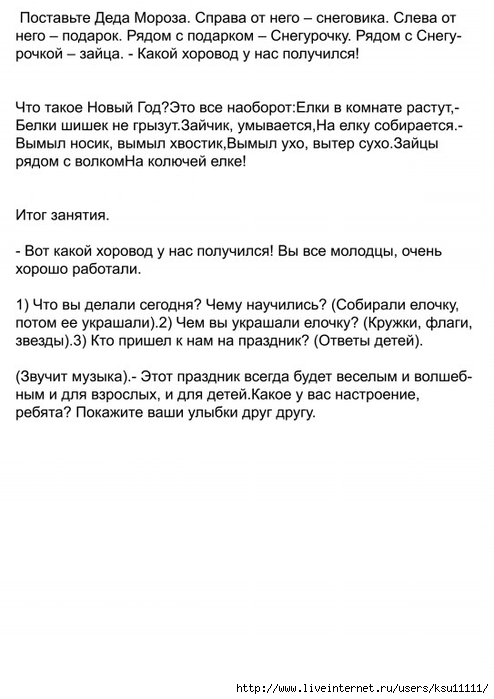 Поставьте Деда Мороза. Справа от него – снеговика. Слева от
него – подарок. Рядом с подарком – Снегурочку. Рядом с Снегу-
рочкой – зайца. - Какой хоровод у нас получился!
Что такое Новый Год?Это все наоборот:Елки в комнате растут,-
Белки шишек не грызут.Зайчик, умывается,На елку собирается.-
Вымыл носик, вымыл хвостик,Вымыл ухо, вытер сухо.Зайцы
рядом с волкомНа колючей елке!
Итог занятия.
- Вот какой хоровод у нас получился! Вы все молодцы, очень
хорошо работали.
1) Что вы делали сегодня? Чему научились? (Собирали елочку,
потом ее украшали).2) Чем вы украшали елочку? (Кружки, флаги,
звезды).3) Кто пришел к нам на праздник? (Ответы детей).
(Звучит музыка).- Этот праздник всегда будет веселым и волшеб-
ным и для взрослых, и для детей.Какое у вас настроение,
ребята? Покажите ваши улыбки друг другу.
http://www.liveinternet.ru/users/ksu11111/